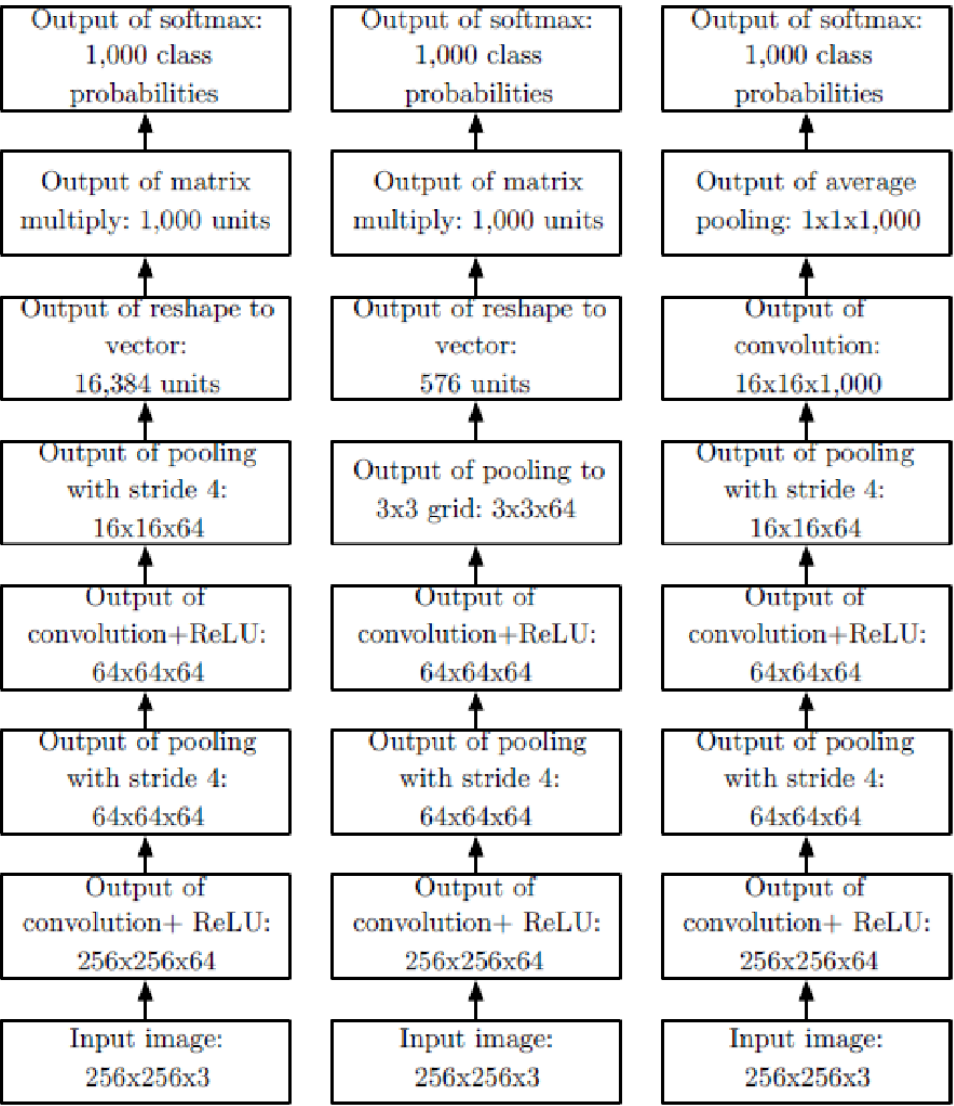 Output of softmax:
1,000 class
probabilities
Output of matrix
multiply: 1,000 units
Output of reshape to
vector:
16,384 units
Output of pooling
with stride 4:
16x16x64
Output of
convolution+ReLU:
64x64x64
Output of pooling
with stride 4:
64x64x64
Output of
convolution+ ReLU:
256x256x64
Input image:
256x256x3
Output of softmax:
1,000 class
probabilities
Output of matrix
multiply: 1,000 units
Output of reshape to
vector:
576 units
Output of pooling to
3x3 grid: 3x3x64
Output of
convolution+ReLU:
64x64x64
Output of pooling
with stride 4:
64x64x64
Output of
convolution+ ReLU:
256x256x64
Input image:
256x256x3
Output of softmax:
1,000 class
probabilities
Output of average
pooling: 1x1x1,000
Output of
convolution:
16x16x1,000
Output of pooling
with stride 4:
16x16x64
Output of
convolution+ReLU:
64x64x64
Output of pooling
with stride 4:
64x64x64
Output of
convolution+ ReLU:
256x256x64
Input image:
256x256x3